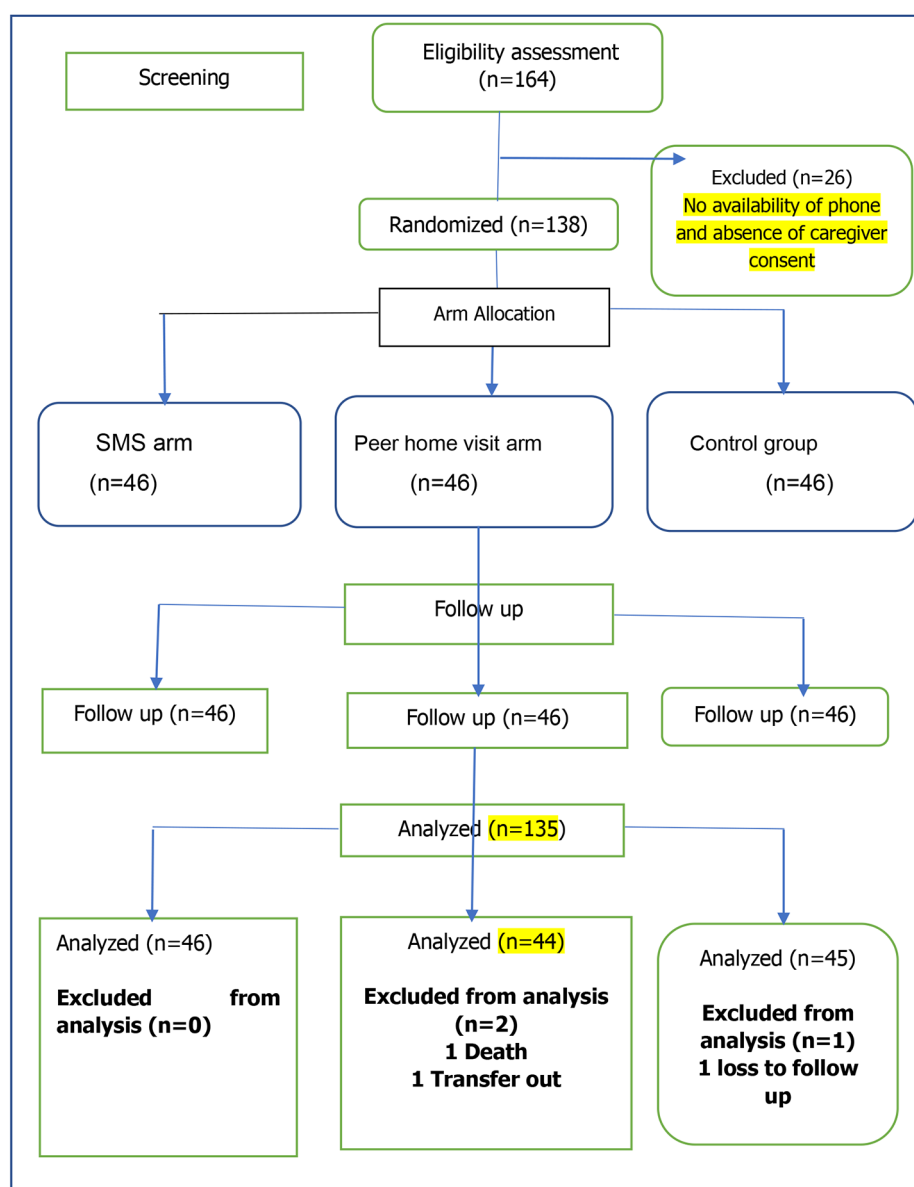 Screening
Eligibility assessment
(n=164)
Excluded (n=26)
No availability of phone
and absence of caregiver
consent
Randomized (n=138)
Arm Allocation
SMS arm
(n=46)
Peer home visit arm
(n=46)
Control group
(n=46)
Follow up
Follow up (n=46)
Follow up (n=46)
Follow up (n=46)
Analyzed (n=135)
Analyzed (n=46)
Excluded from
analysis (n=0)
Analyzed (n=44)
Excluded from analysis
(n=2)
1 Death
1 Transfer out
Analyzed (n=45)
Excluded from
analysis (n=1)
1 loss to follow
up